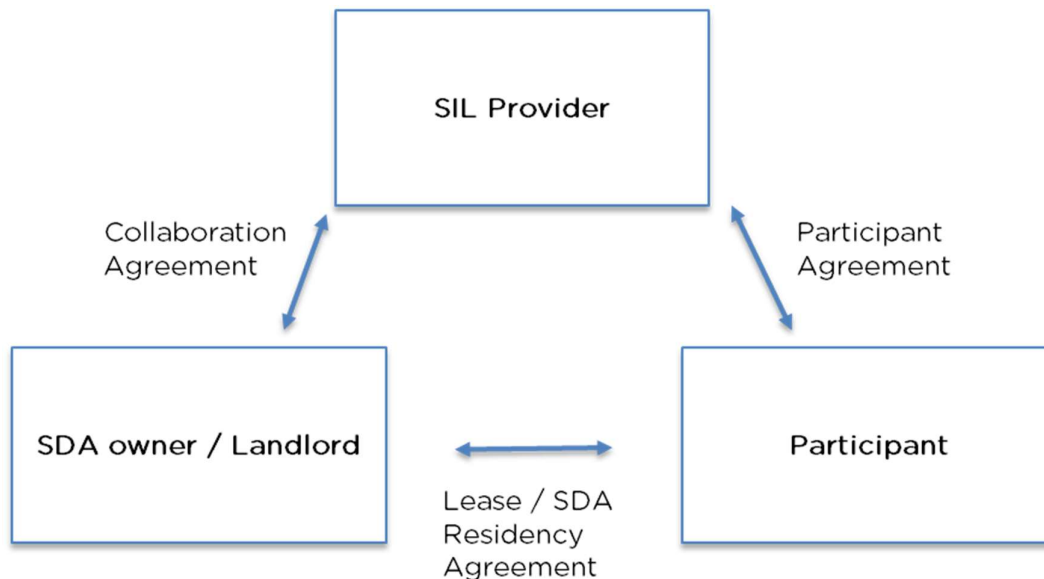 SIL Provider
Collaboration
Agreement
Participant
Agreement
SDA owner / Landlord
Participant
Lease / SDA
Residency
Agreement